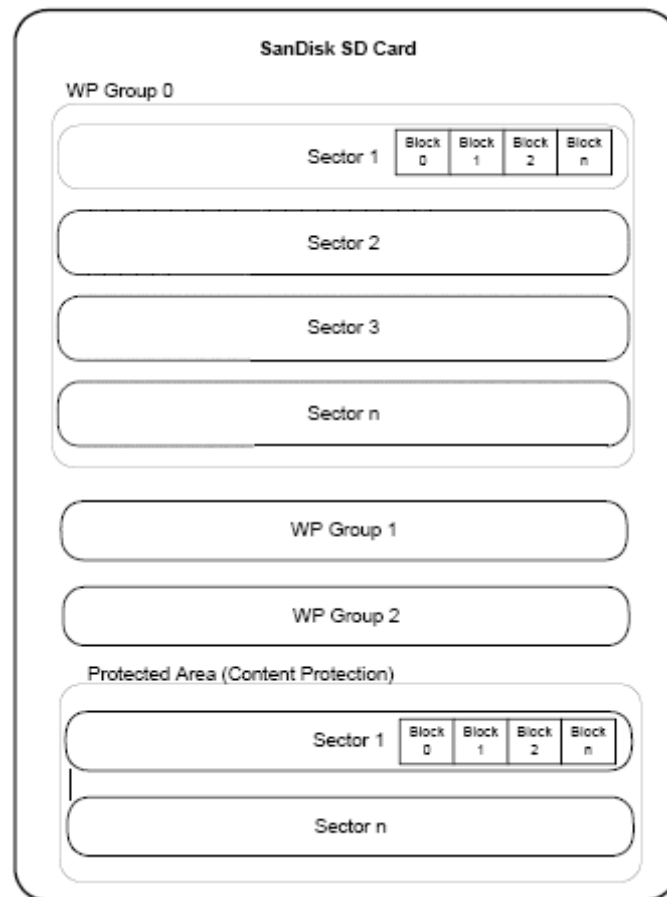 SanDisk SD Card
WP Group 0
Sector 1
Block 0
Block 1
Block 2
Block n
Sector 2
Sector 3
Sector n
WP Group 1
WP Group 2
Protected Area (Content Protection)
Sector 1
Block 0
Block 1
Block 2
Block n
Sector n